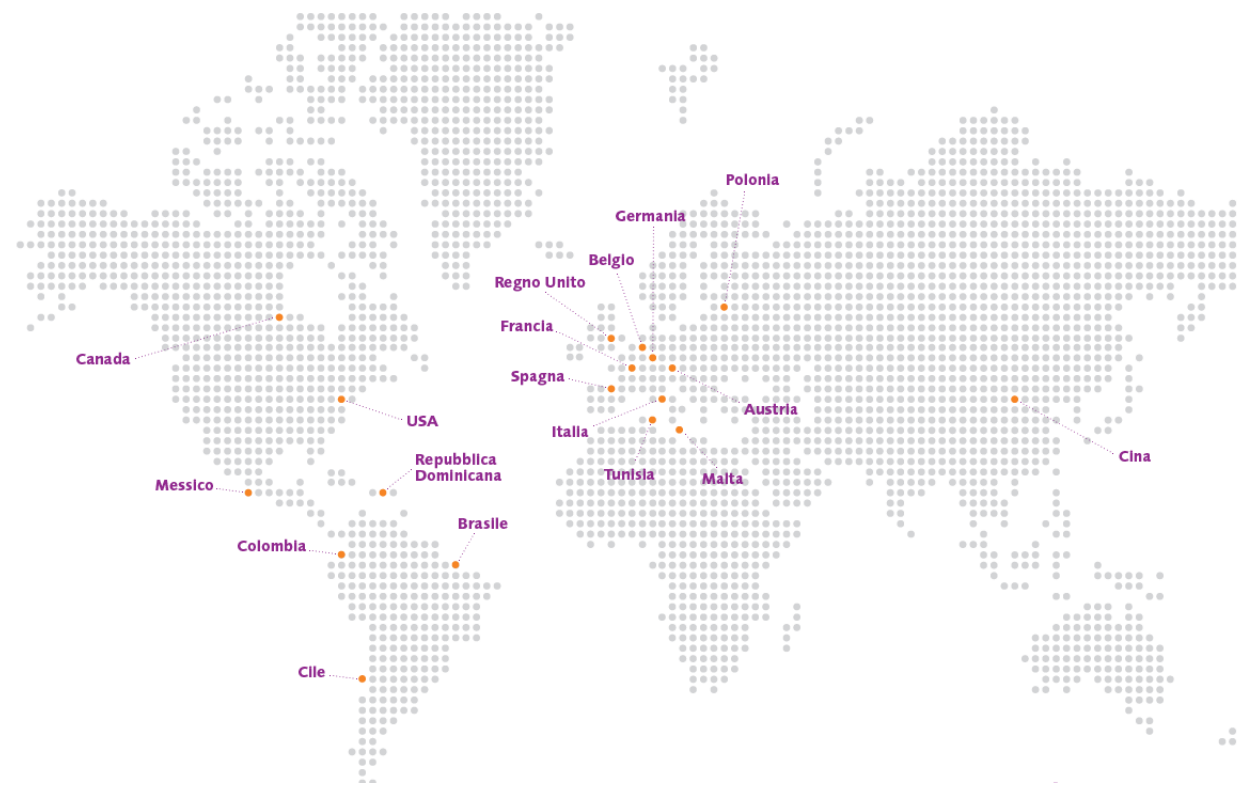 Polonia
Germania
Belgio
Regno Unito
Francia
Canada
Spagna
Austria
USA
Italia
Cina
Repubblica
Dominicana
Tunisia
Malta
Messico
Brasile
Colombia
Cile